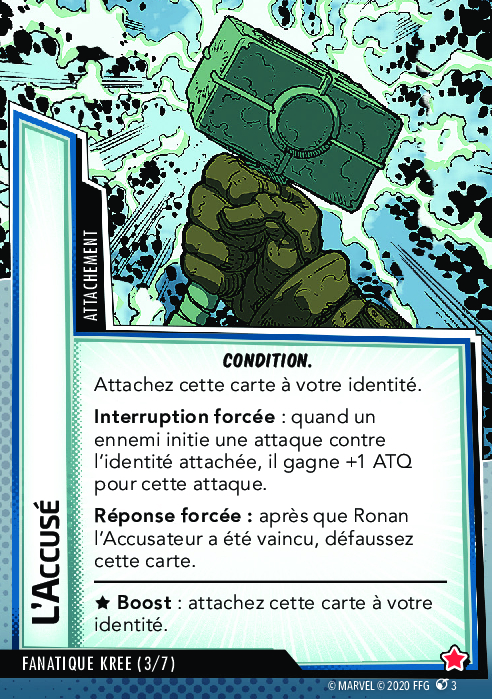 ATTACHEMENT
L'ACCUSÉ
CONDITION.
Attachez cette carte à votre identité.
Interruption forcée : quand un
ennemi initie une attaque contre
l'identité attachée, il gagne +1 ATQ
pour cette attaque.
Réponse forcée : après que Ronan
l'Accusateur a été vaincu, défaussez
cette carte.
★ Boost : attachez cette carte à votre
identité.
FANATIQUE KREE (3/7)
© MARVEL © 2020 FFG 3